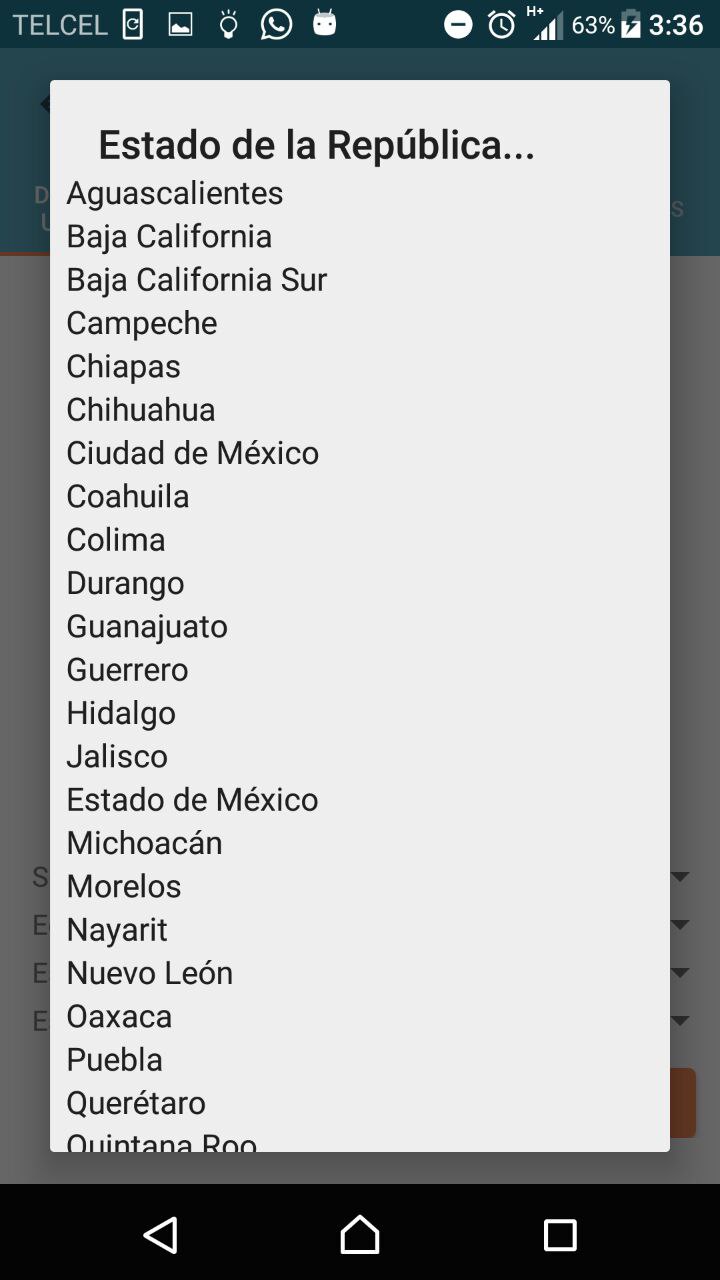 TELCEL H+ 63% 3:36
Estado de la República...
Aguascalientes
Baja California
Baja California Sur
Campeche
Chiapas
Chihuahua
Ciudad de México
Coahuila
Colima
Durango
Guanajuato
Guerrero
Hidalgo
Jalisco
Estado de México
Michoacán
Morelos
Nayarit
Nuevo León
Oaxaca
Puebla
Querétaro
Quintana Roo